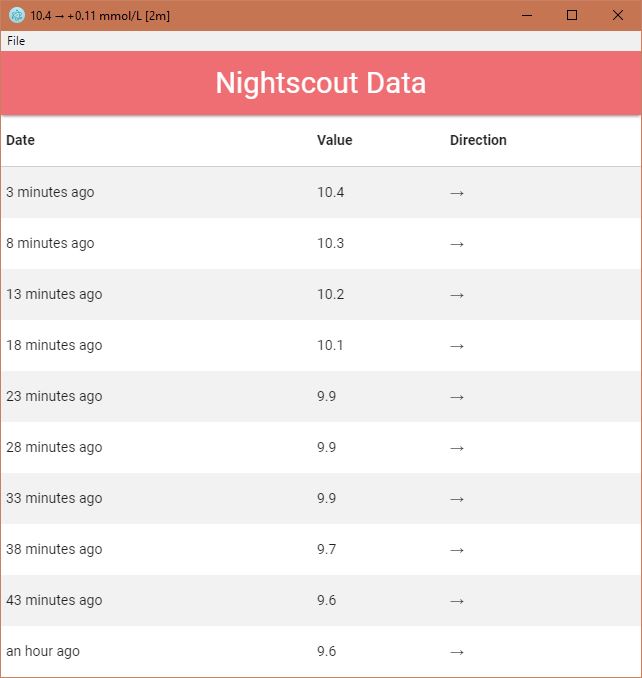 10.4 → +0.11 mmol/L [2m]
File
Nightscout Data
Date Value Direction
3 minutes ago 10.4 →
8 minutes ago 10.3 →
13 minutes ago 10.2 →
18 minutes ago 10.1 →
23 minutes ago 9.9 →
28 minutes ago 9.9 →
33 minutes ago 9.9 →
38 minutes ago 9.7 →
43 minutes ago 9.6 →
an hour ago 9.6 →